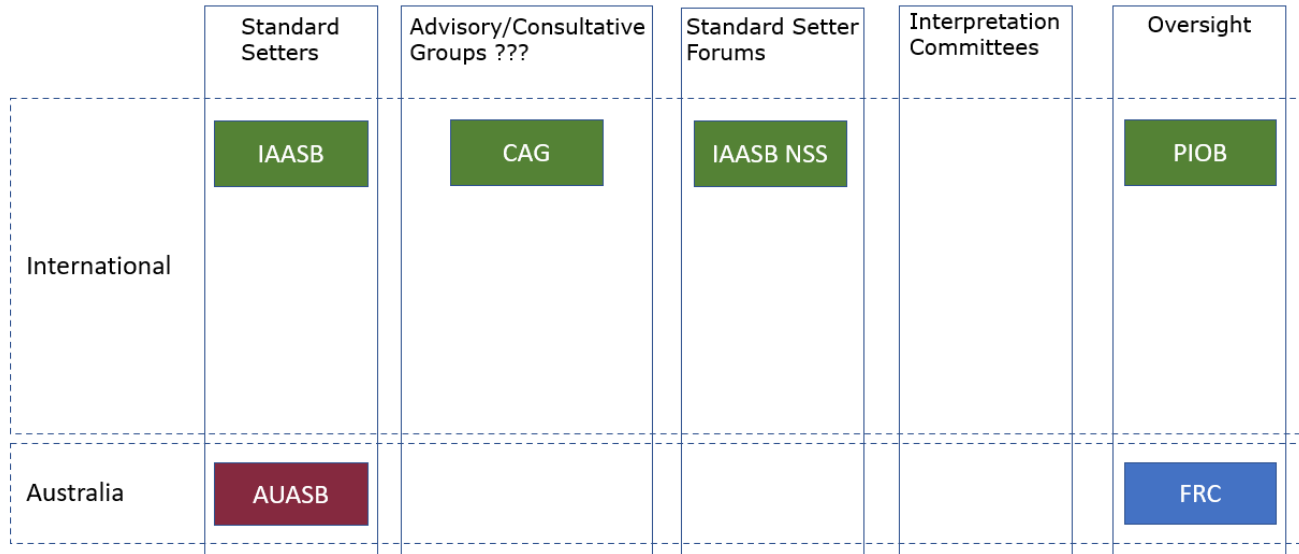 Standard
Setters
Advisory/Consultative
Groups ???
Standard Setter
Forums
Interpretation
Committees
Oversight
International
IAASB
CAG
IAASB NSS
PIOB
Australia
AUASB
FRC